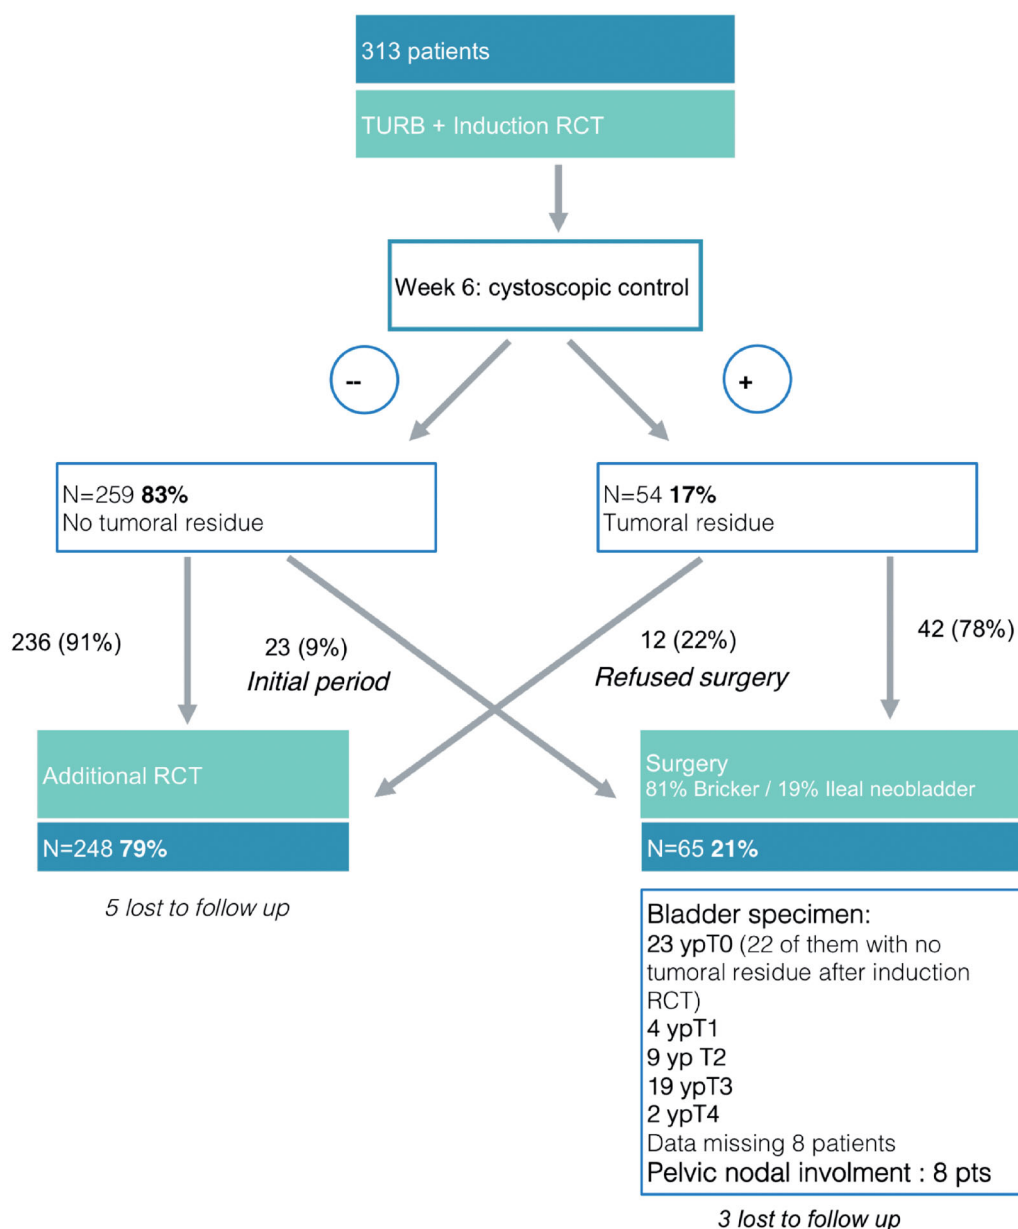 313 patients
TURB + Induction RCT
Week 6: cystoscopic control
--
+
N=259 83%
No tumoral residue
N=54 17%
Tumoral residue
236 (91%)
23 (9%)
Initial period
12 (22%)
Refused surgery
42 (78%)
Additional RCT
N=248 79%
5 lost to follow up
Surgery
81% Bricker / 19% Ileal neobladder
N=65 21%
Bladder specimen:
23 ypT0 (22 of them with no
tumoral residue after induction
RCT)
4 ypT1
9 yp T2
19 ypT3
2 ypT4
Data missing 8 patients
Pelvic nodal involment : 8 pts
3 lost to follow up